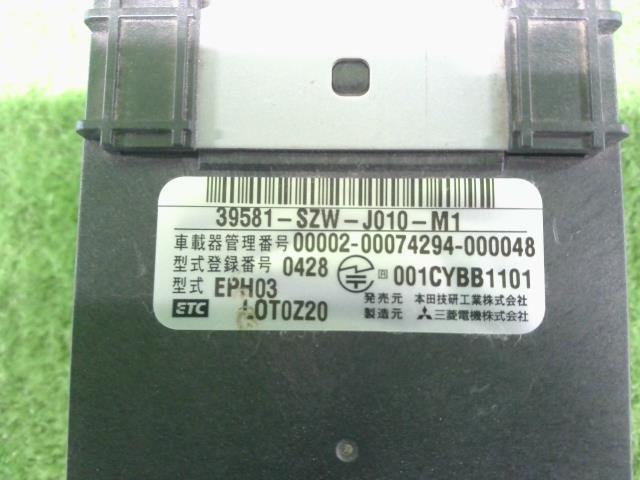 39581-SZW-J010-M1
車載器管理番号 00002-00074294-000048
型式登録番号 0428 回 001CYBB1101
型式 EPH03
発売元 本田技研工業株式会社
ETC LOT0Z20
製造元 三菱電機株式会社